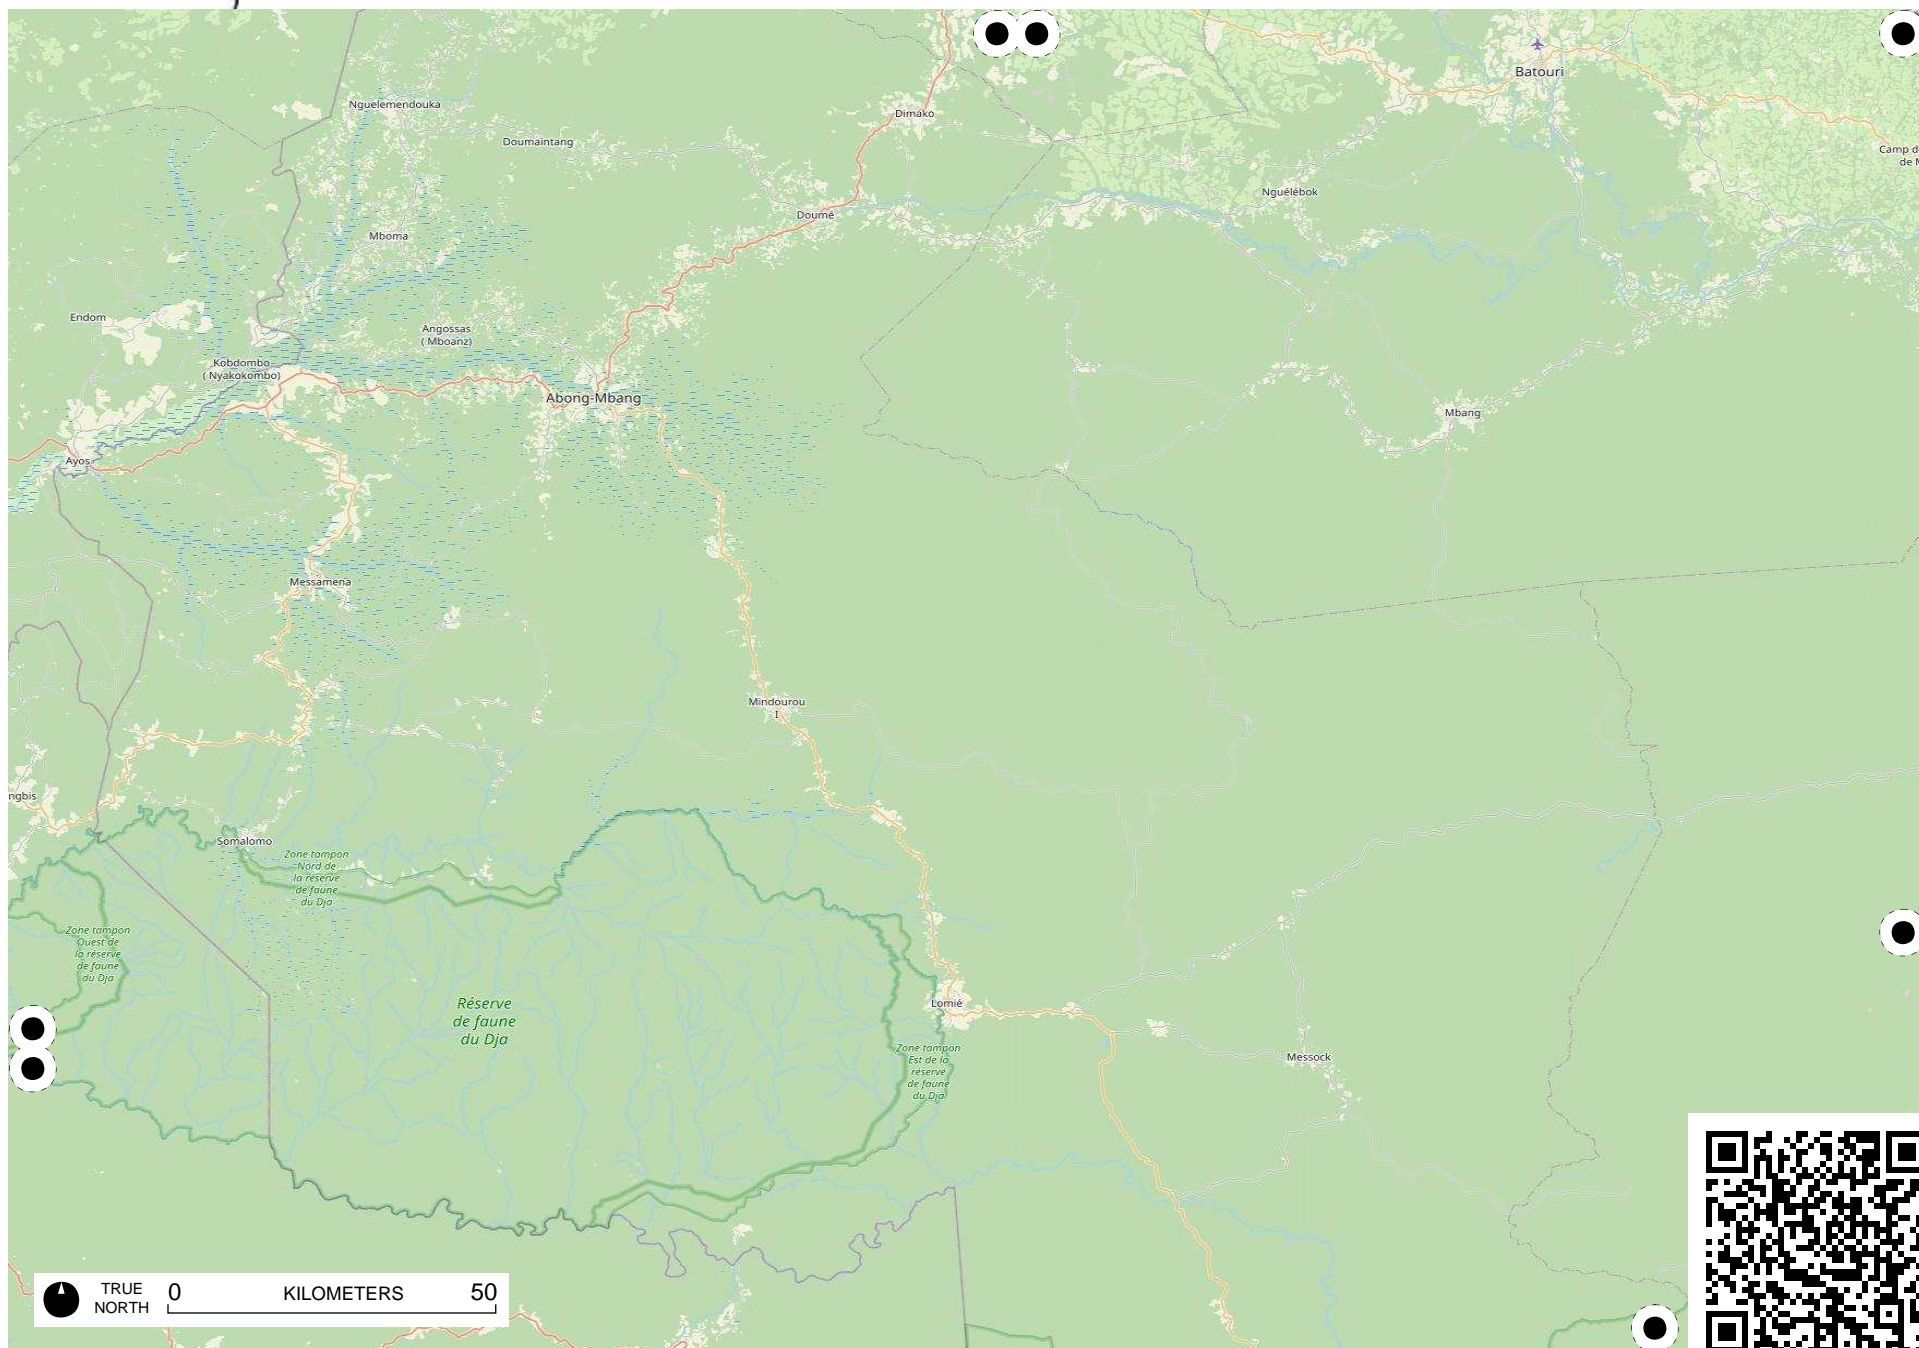 Batouri
Nguelemendouka
Dimako
Doumaintang
Camp d
de
Nguélébok
Doumé
Mboma
Endom
Angossas
( Mboanz)
Kobdombo
( Nyakokombo)
Abong-Mbang
Mbang
Ayos
Messamena
Mindourou
I
ngbis
Somalomo
Zone tampon
Nord de
la réserve
de faune
du Dja
Zone tampon
Ouest de
la réserve
de faune
du Dja
Réserve
de faune
du Dja
Lomié
Zone tampon
Est de la
réserve
de faune
du Dja
Messock
TRUE
NORTH
0 KILOMETERS 50